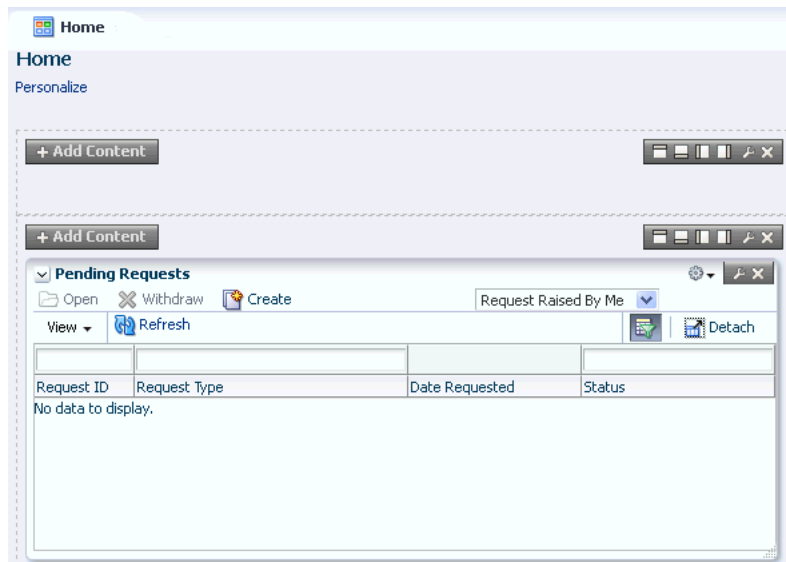 Home
Home
Personalize
+ Add Content
+ Add Content
Pending Requests
Open Withdraw Create Request Raised By Me
View Refresh Detach
Request ID Request Type Date Requested Status
No data to display.